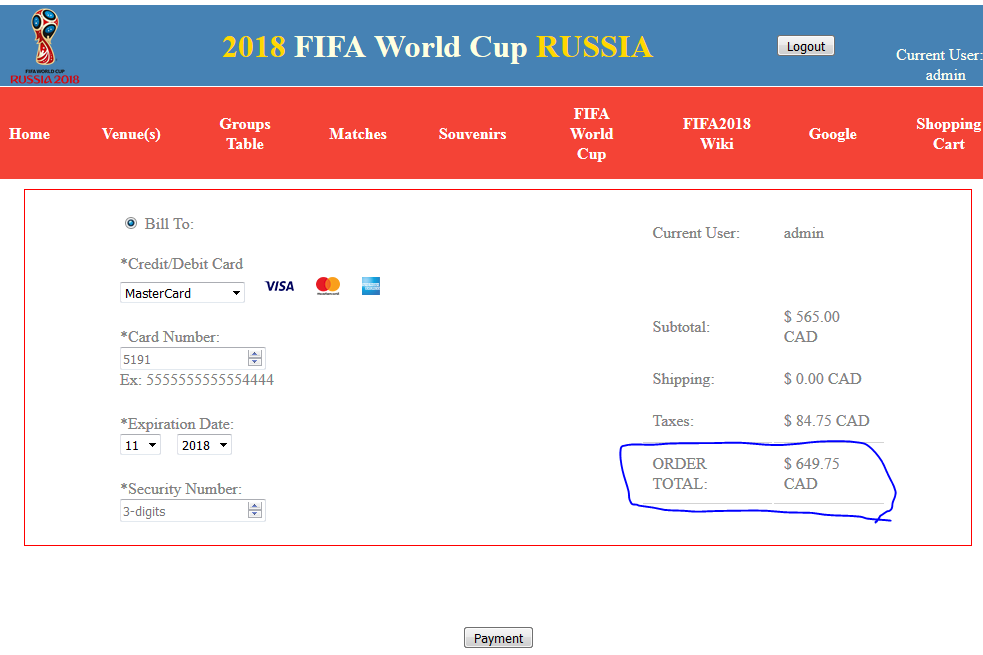 2018 FIFA World Cup RUSSIA
Logout
Current User:
admin
FIFA WORLD CUP
RUSSIA 2018
Home
Venue(s)
Groups
Table
Matches
Souvenirs
FIFA
World
Cup
FIFA2018
Wiki
Google
Shopping
Cart
Bill To:
*Credit/Debit Card
MasterCard
VISA
*Card Number:
5191
Ex: 5555555555554444
*Expiration Date:
11 2018
*Security Number:
3-digits
Current User: admin
Subtotal: $ 565.00
CAD
Shipping: $ 0.00 CAD
Taxes: $ 84.75 CAD
ORDER $ 649.75
TOTAL: CAD
Payment